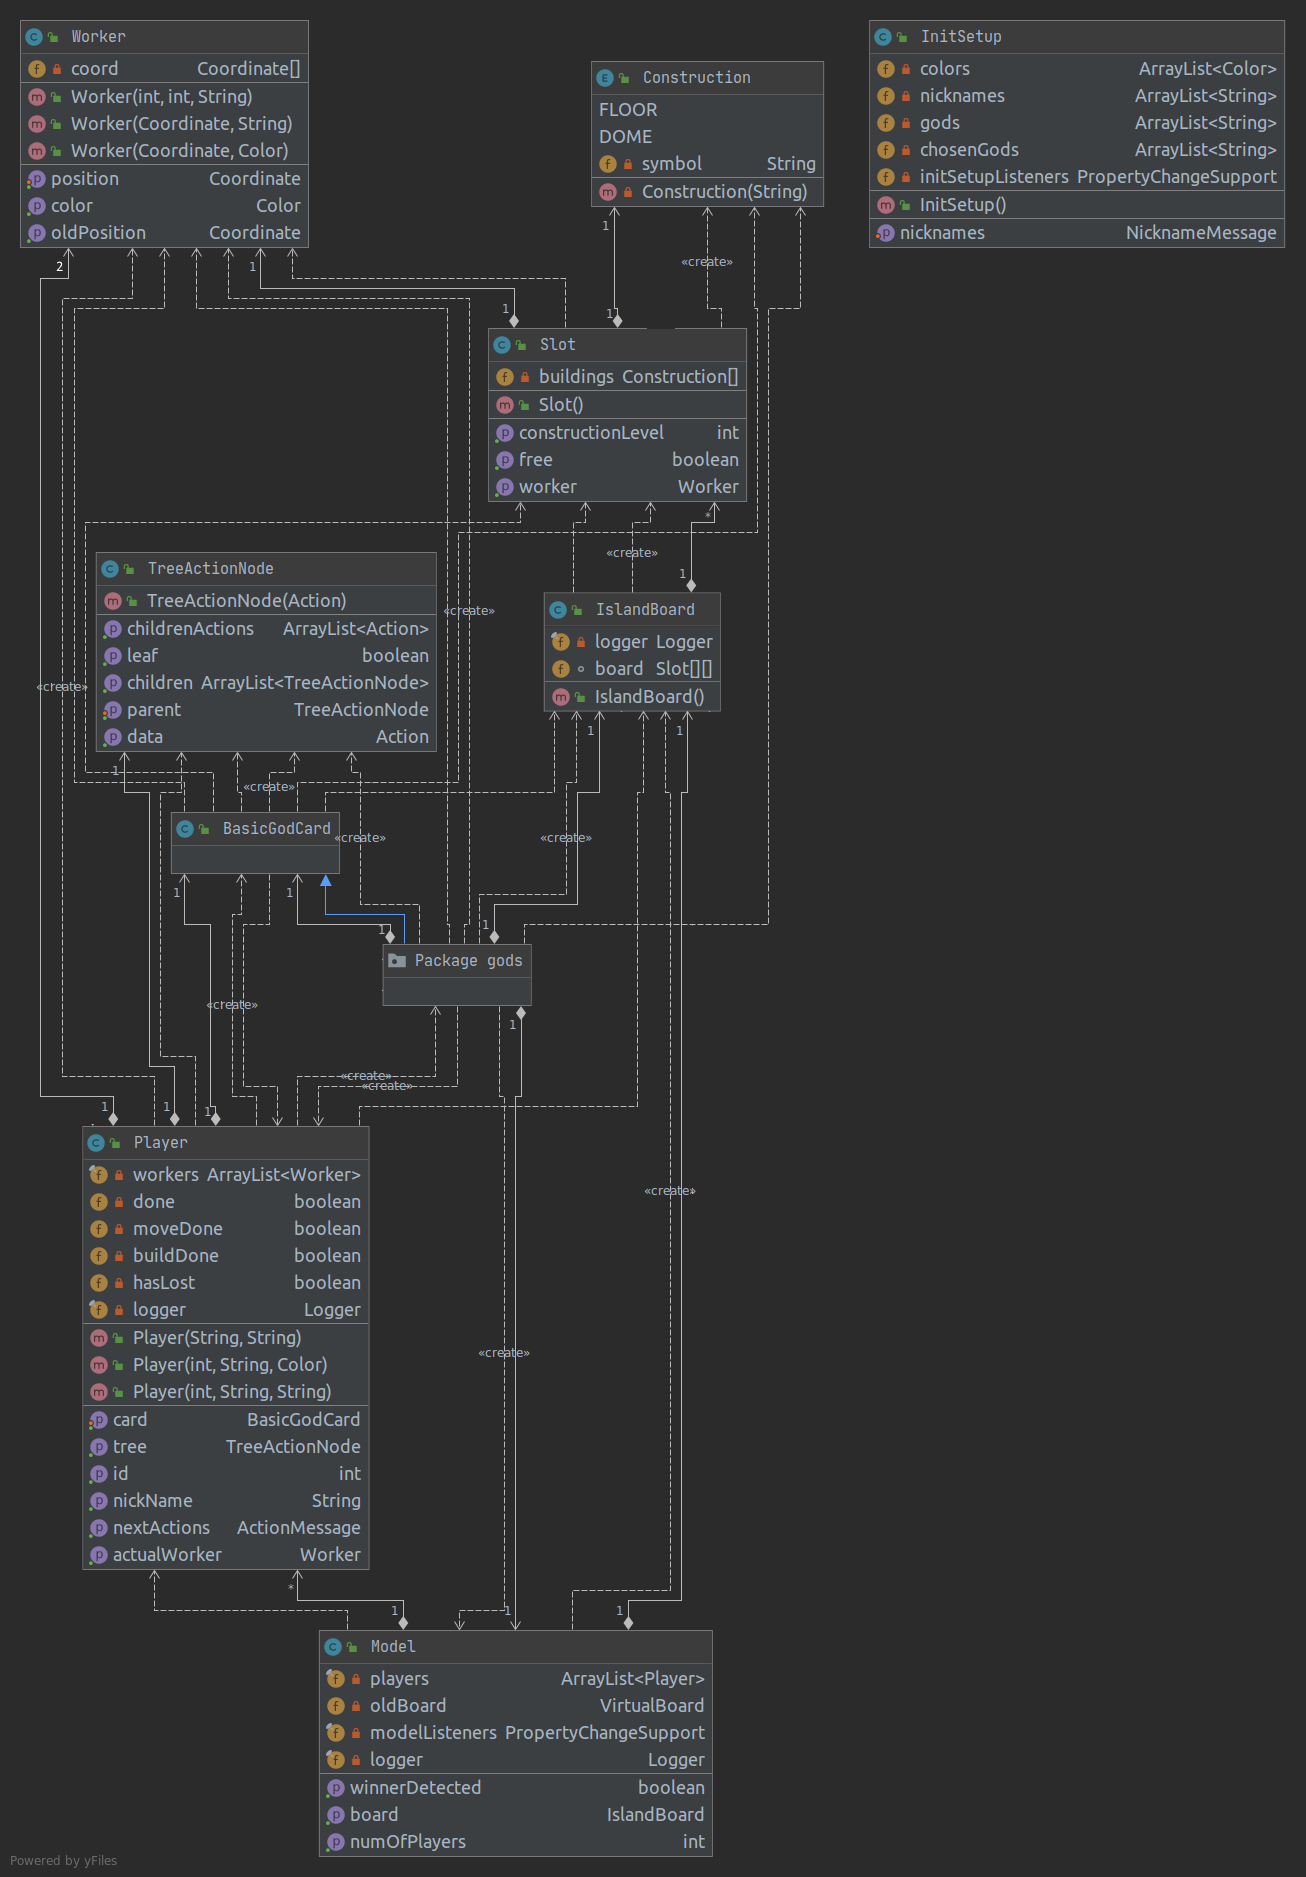 Worker
coord Coordinate[]
Worker(int, int, String)
Worker(Coordinate, String)
Worker(Coordinate, Color)
position Coordinate
color Color
oldPosition Coordinate
Construction
FLOOR
DOME
symbol String
Construction(String)
InitSetup
colors ArrayList<Color>
nicknames ArrayList<String>
gods ArrayList<String>
chosenGods ArrayList<String>
initSetupListeners PropertyChangeSupport
InitSetup()
nicknames NicknameMessage
1
«create»
2
1
1
1
Slot
buildings Construction[]
Slot()
constructionLevel int
free boolean
worker Worker
*
«create»
1
TreeActionNode
TreeActionNode(Action)
childrenActions ArrayList<Action>
leaf boolean
children ArrayList<TreeActionNode>
parent TreeActionNode
data Action
«create»
«create»
IslandBoard
logger Logger
board Slot[][]
IslandBoard()
1
1
1
«create»
BasicGodCard
«create»
«create»
1
1
1
1
Package gods
«create»
1
«create»
«create»
1
1
1
Player
workers ArrayList<Worker>
done boolean
moveDone boolean
buildDone boolean
hasLost boolean
logger Logger
Player(String, String)
Player(int, String, Color)
Player(int, String, String)
card BasicGodCard
tree TreeActionNode
id int
nickName String
nextActions ActionMessage
actualWorker Worker
«create»
«create»
*
1
1
1
Model
players ArrayList<Player>
oldBoard VirtualBoard
modelListeners PropertyChangeSupport
logger Logger
winnerDetected boolean
board IslandBoard
numOfPlayers int
Powered by yFiles